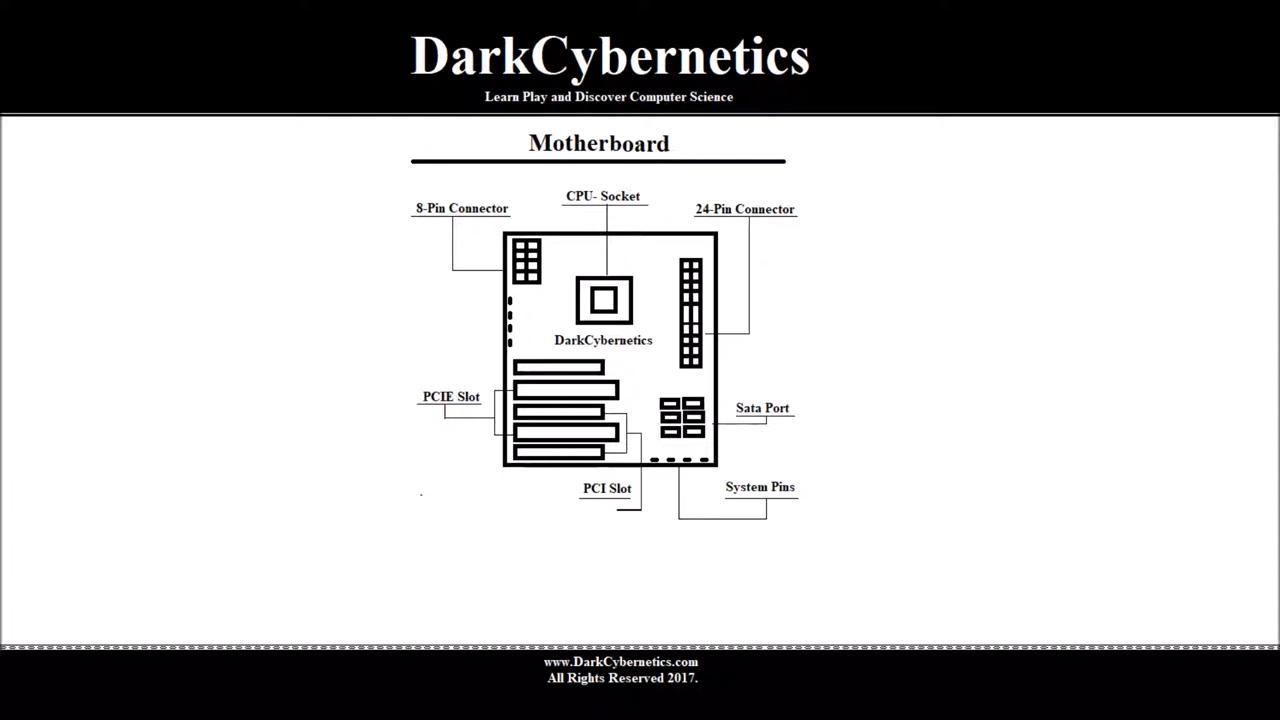 DarkCybernetics
Learn Play and Discover Computer Science
Motherboard
CPU- Socket
8-Pin Connector
24-Pin Connector
DarkCybernetics
PCIE Slot
Sata Port
PCI Slot
System Pins
www.DarkCybernetics.com
All Rights Reserved 2017.